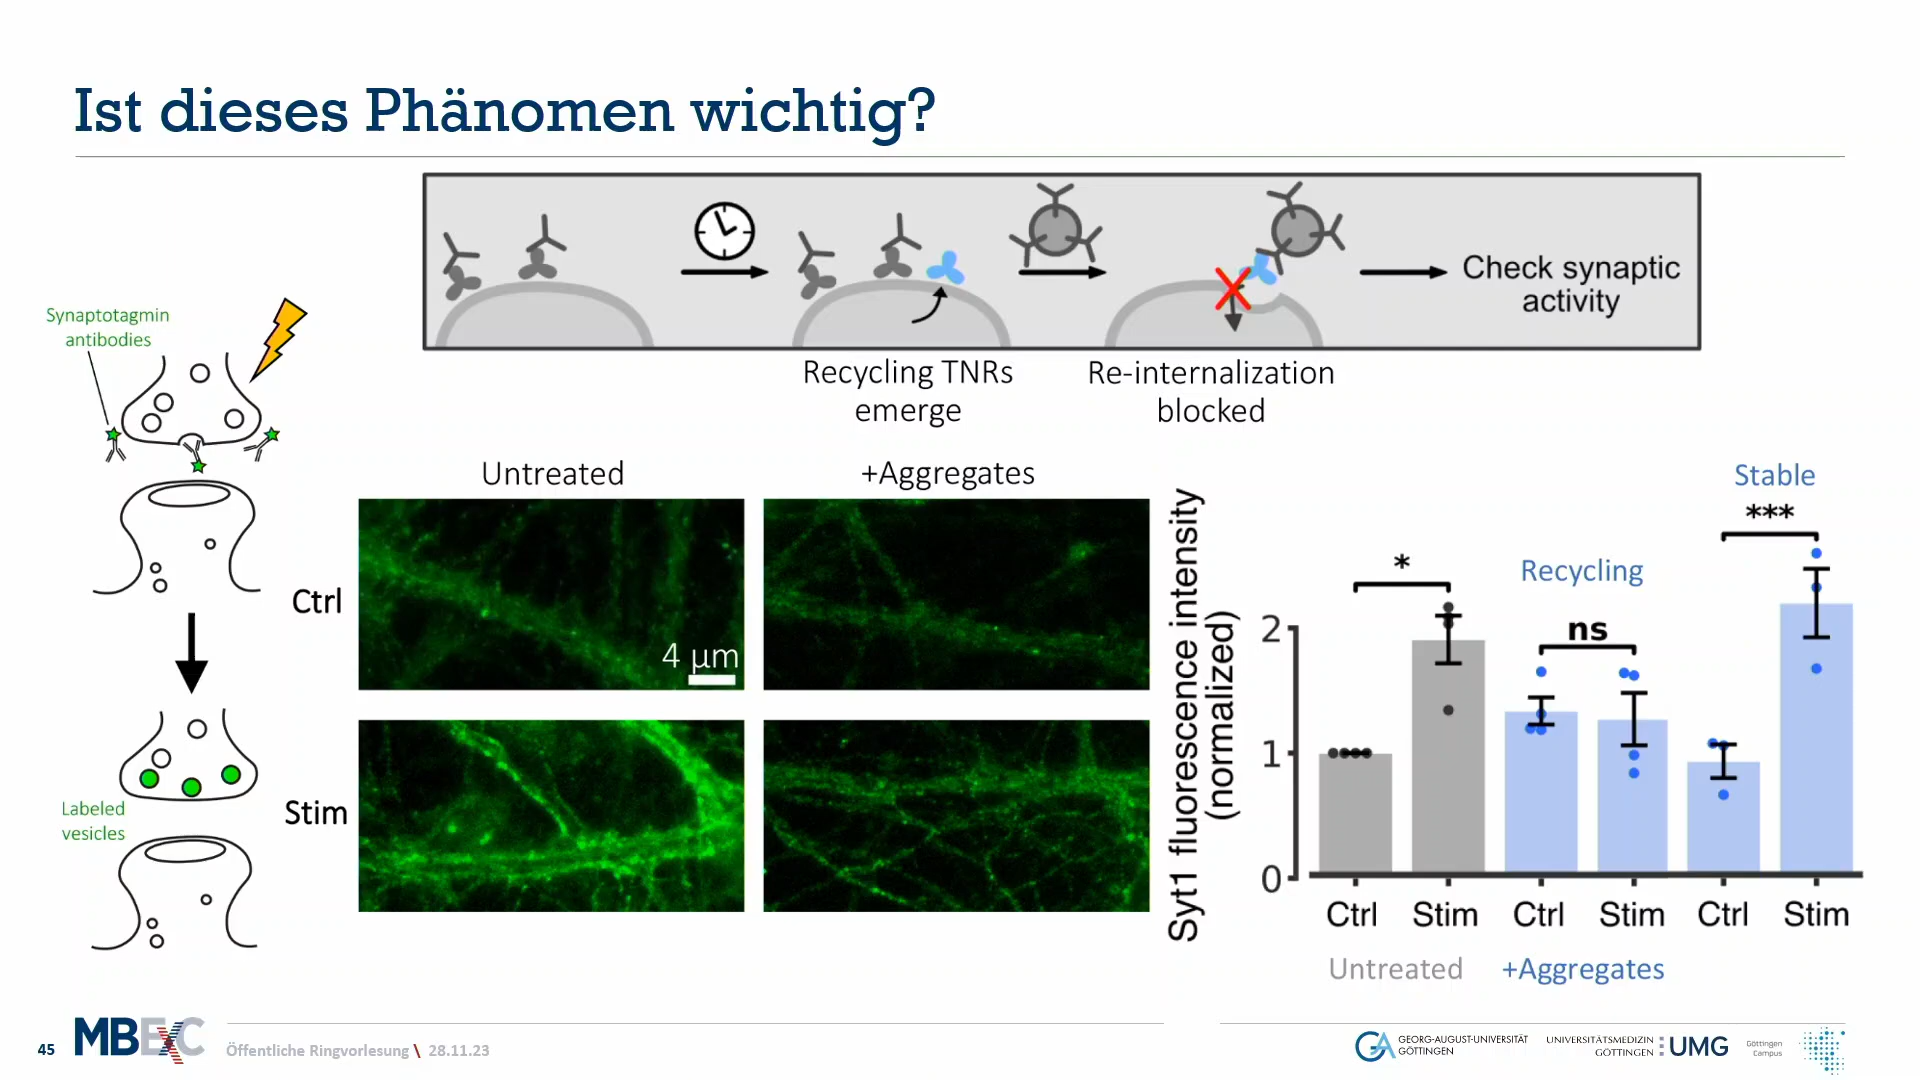 Ist dieses Phänomen wichtig?
Check synaptic
activity
Recycling TNRs
emerge
Re-internalization
blocked
Synaptotagmin
antibodies
Labeled
vesicles
Untreated
+Aggregates
Ctrl
4 µm
Stim
Syt1 fluorescence intensity
(normalized)
2
1
0
*
Recycling
ns
Stable
***
Ctrl Stim Ctrl Stim Ctrl Stim
Untreated
+Aggregates
45
MBExC
Öffentliche Ringvorlesung \ 28.11.23
GEORG-AUGUST-UNIVERSITÄT
GÖTTINGEN
UNIVERSITÄTSMEDIZIN
GÖTTINGEN
UMG
Göttingen
Campus